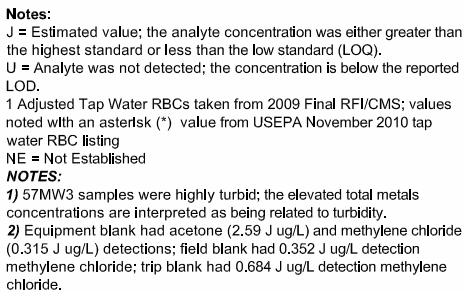 Notes:
J = Estimated value; the analyte concentration was either greater than
the highest standard or less than the low standard (LOQ).
U = Analyte was not detected; the concentration is below the reported
LOD.
1 Adjusted Tap Water RBCs taken from 2009 Final RFI/CMS; values
noted with an asterisk (*) value from USEPA November 2010 tap
water RBC listing
NE = Not Established
NOTES:
1) 57MW3 samples were highly turbid; the elevated total metals
concentrations are interpreted as being related to turbidity.
2) Equipment blank had acetone (2.59 J ug/L) and methylene chloride
(0.315 J ug/L) detections; field blank had 0.352 J ug/L detection
methylene chloride; trip blank had 0.684 J ug/L detection methylene
chloride.